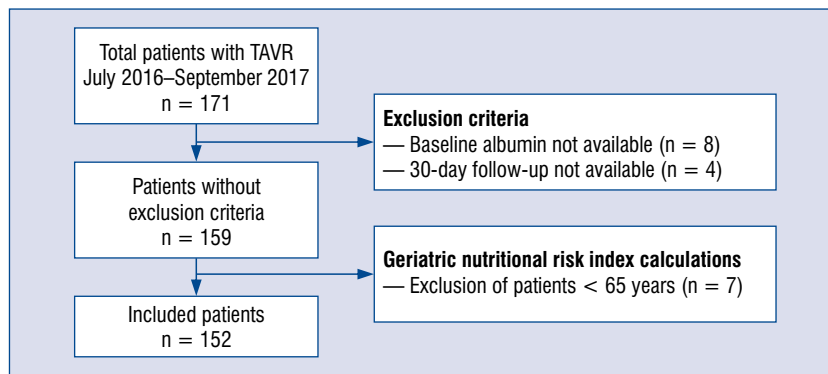 Total patients with TAVR
July 2016–September 2017
n = 171
Exclusion criteria
— Baseline albumin not available (n = 8)
— 30-day follow-up not available (n = 4)
Patients without
exclusion criteria
n = 159
Geriatric nutritional risk index calculations
— Exclusion of patients < 65 years (n = 7)
Included patients
n = 152